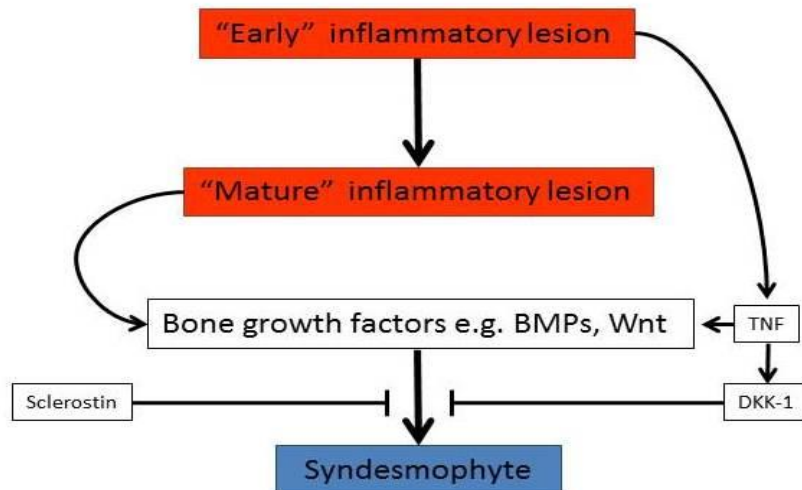 “Early” inflammatory lesion
“Mature” inflammatory lesion
Bone growth factors e.g. BMPs, Wnt
TNF
Sclerostin
DKK-1
Syndesmophyte